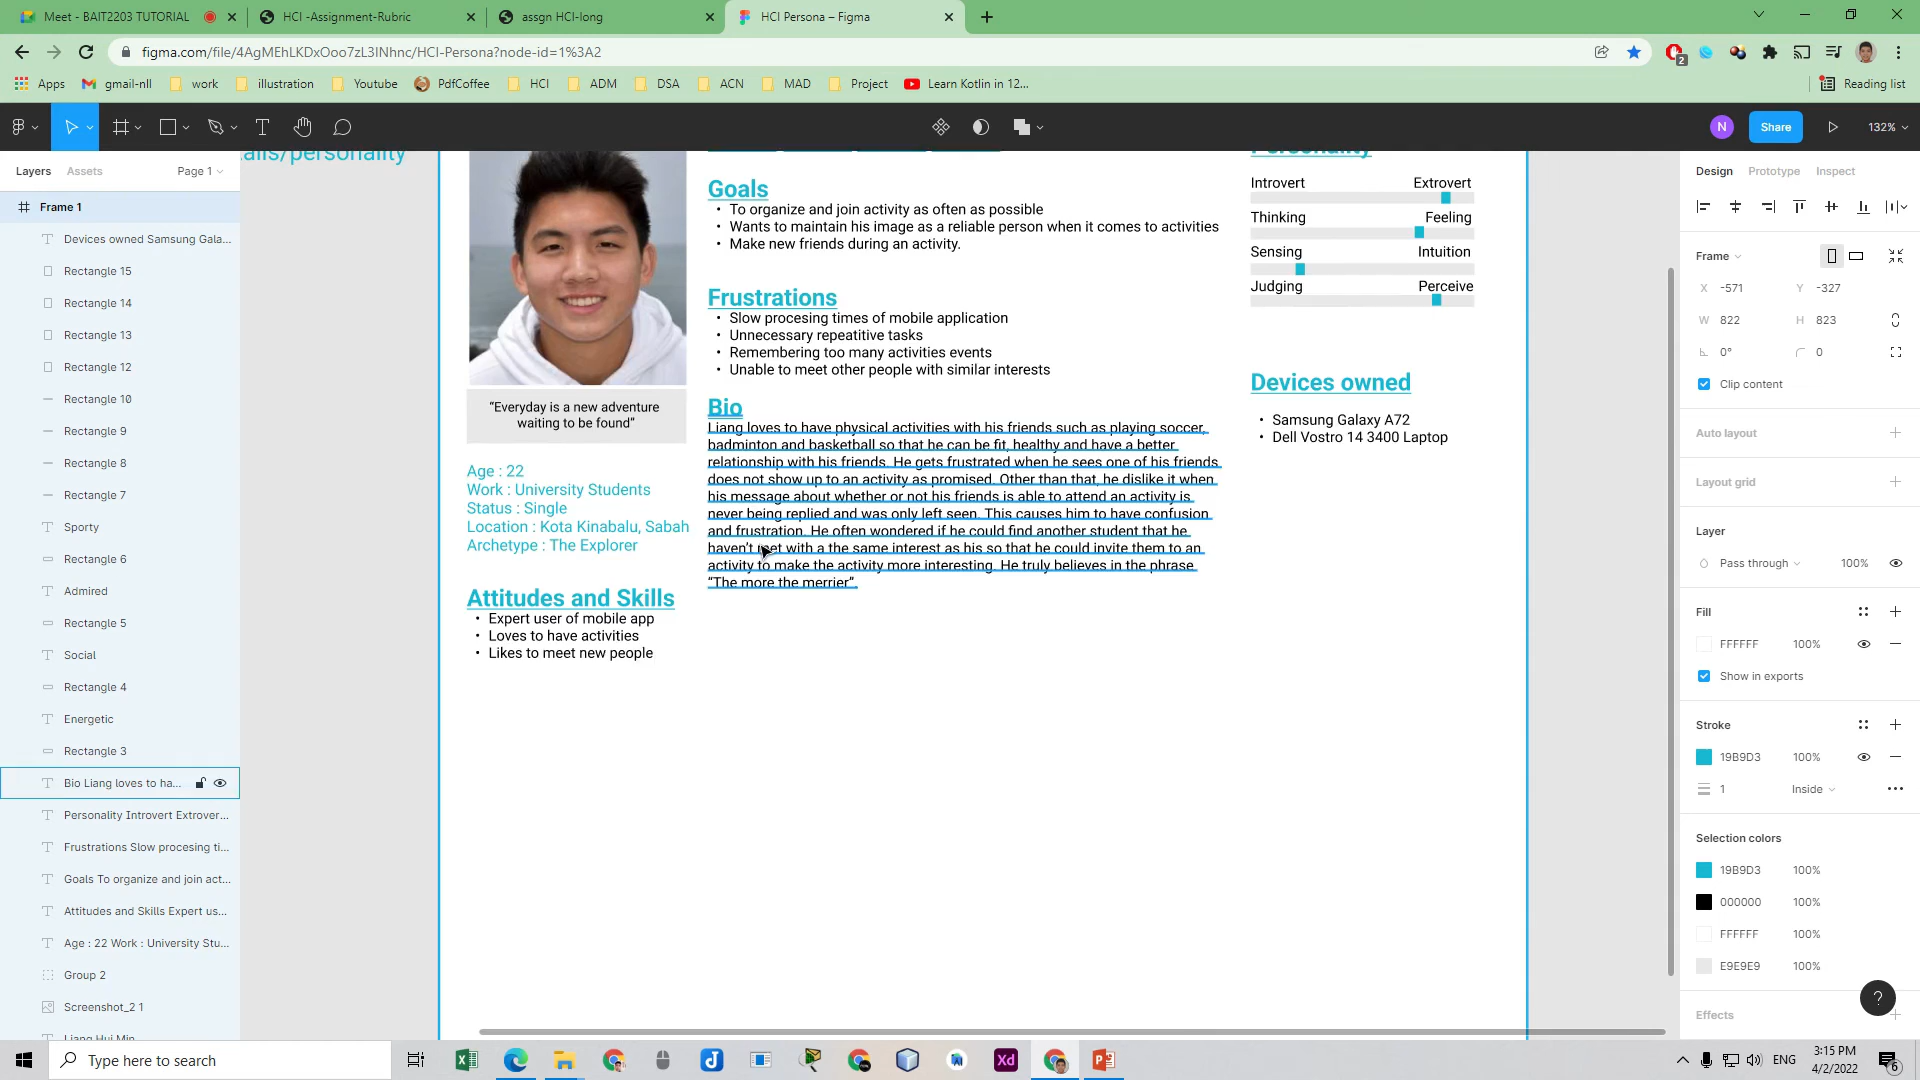 Meet - BAIT2203 TUTORIAL
HCI -Assignment-Rubric
assgn HCI-long
HCI Persona – Figma
figma.com/file/4AgMEhLKDxOoo7zL3INhnc/HCI-Persona?node-id=1%3A2
2
Apps
gmail-nll
work
illustration
Youtube
PdfCoffee
HCI
ADM
DSA
ACN
MAD
Project
Learn Kotlin in 12...
Reading list
N
Share
132%
Layers
Assets
Page 1
Frame 1
Devices owned Samsung Gala...
Rectangle 15
Rectangle 14
Rectangle 13
Rectangle 12
Rectangle 10
Rectangle 9
Rectangle 8
Rectangle 7
Sporty
Rectangle 6
Admired
Rectangle 5
Social
Rectangle 4
Energetic
Rectangle 3
Bio Liang loves to ha...
Personality Introvert Extrover...
Frustrations Slow procesing ti...
Goals To organize and join act...
Attitudes and Skills Expert us...
Age : 22 Work : University Stu...
Group 2
Screenshot_2 1
Liang Hui Min
ails/personality
“Everyday is a new adventure
waiting to be found”
Age : 22
Work : University Students
Status : Single
Location : Kota Kinabalu, Sabah
Archetype : The Explorer
Attitudes and Skills
• Expert user of mobile app
• Loves to have activities
• Likes to meet new people
Goals
• To organize and join activity as often as possible
• Wants to maintain his image as a reliable person when it comes to activities
• Make new friends during an activity.
Frustrations
• Slow procesing times of mobile application
• Unnecessary repeatitive tasks
• Remembering too many activities events
• Unable to meet other people with similar interests
Bio
Liang loves to have physical activities with his friends such as playing soccer,
badminton and basketball so that he can be fit, healthy and have a better
relationship with his friends. He gets frustrated when he sees one of his friends
does not show up to an activity as promised. Other than that, he dislike it when
his message about whether or not his friends is able to attend an activity is
never being replied and was only left seen. This causes him to have confusion
and frustration. He often wondered if he could find another student that he
haven’t met with a the same interest as his so that he could invite them to an
activity to make the activity more interesting. He truly believes in the phrase
“The more the merrier”.
Personality
Introvert Extrovert
Thinking Feeling
Sensing Intuition
Judging Perceive
Devices owned
• Samsung Galaxy A72
• Dell Vostro 14 3400 Laptop
Design
Prototype
Inspect
Frame
X -571 Y -327
W 822 H 823
0° 0
Clip content
Auto layout
Layout grid
Layer
Pass through 100%
Fill
FFFFFF 100%
Show in exports
Stroke
19B9D3 100%
1 Inside
Selection colors
19B9D3 100%
000000 100%
FFFFFF 100%
E9E9E9 100%
Effects
?
Type here to search
ENG
3:15 PM
4/2/2022
6